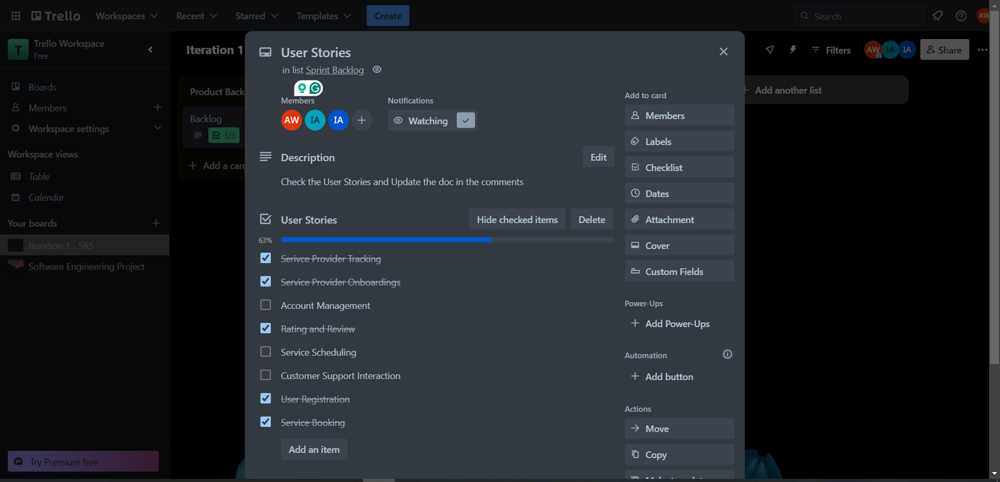 Trello
Workspaces
Recent
Starred
Templates
Create
Search
AW
T
Trello Workspace
Free
Iteration 1
Filters
AW
IA
IA
Share
Boards
Members
Workspace settings
Workspace views
Table
Calendar
Your boards
Iteration 1 - SRS
Software Engineering Project
Try Premium free
Product Back
Backlog
3/3
Add a card
Add another list
User Stories
in list Sprint Backlog
Members
AW
IA
IA
Notifications
Watching
Description
Edit
Check the User Stories and Update the doc in the comments
User Stories
Hide checked items
Delete
63%
Serivce Provider Tracking
Service Provider Onboardings
Account Management
Rating and Review
Service Scheduling
Customer Support Interaction
User Registration
Service Booking
Add an item
Add to card
Members
Labels
Checklist
Dates
Attachment
Cover
Custom Fields
Power-Ups
Add Power-Ups
Automation
Add button
Actions
Move
Copy